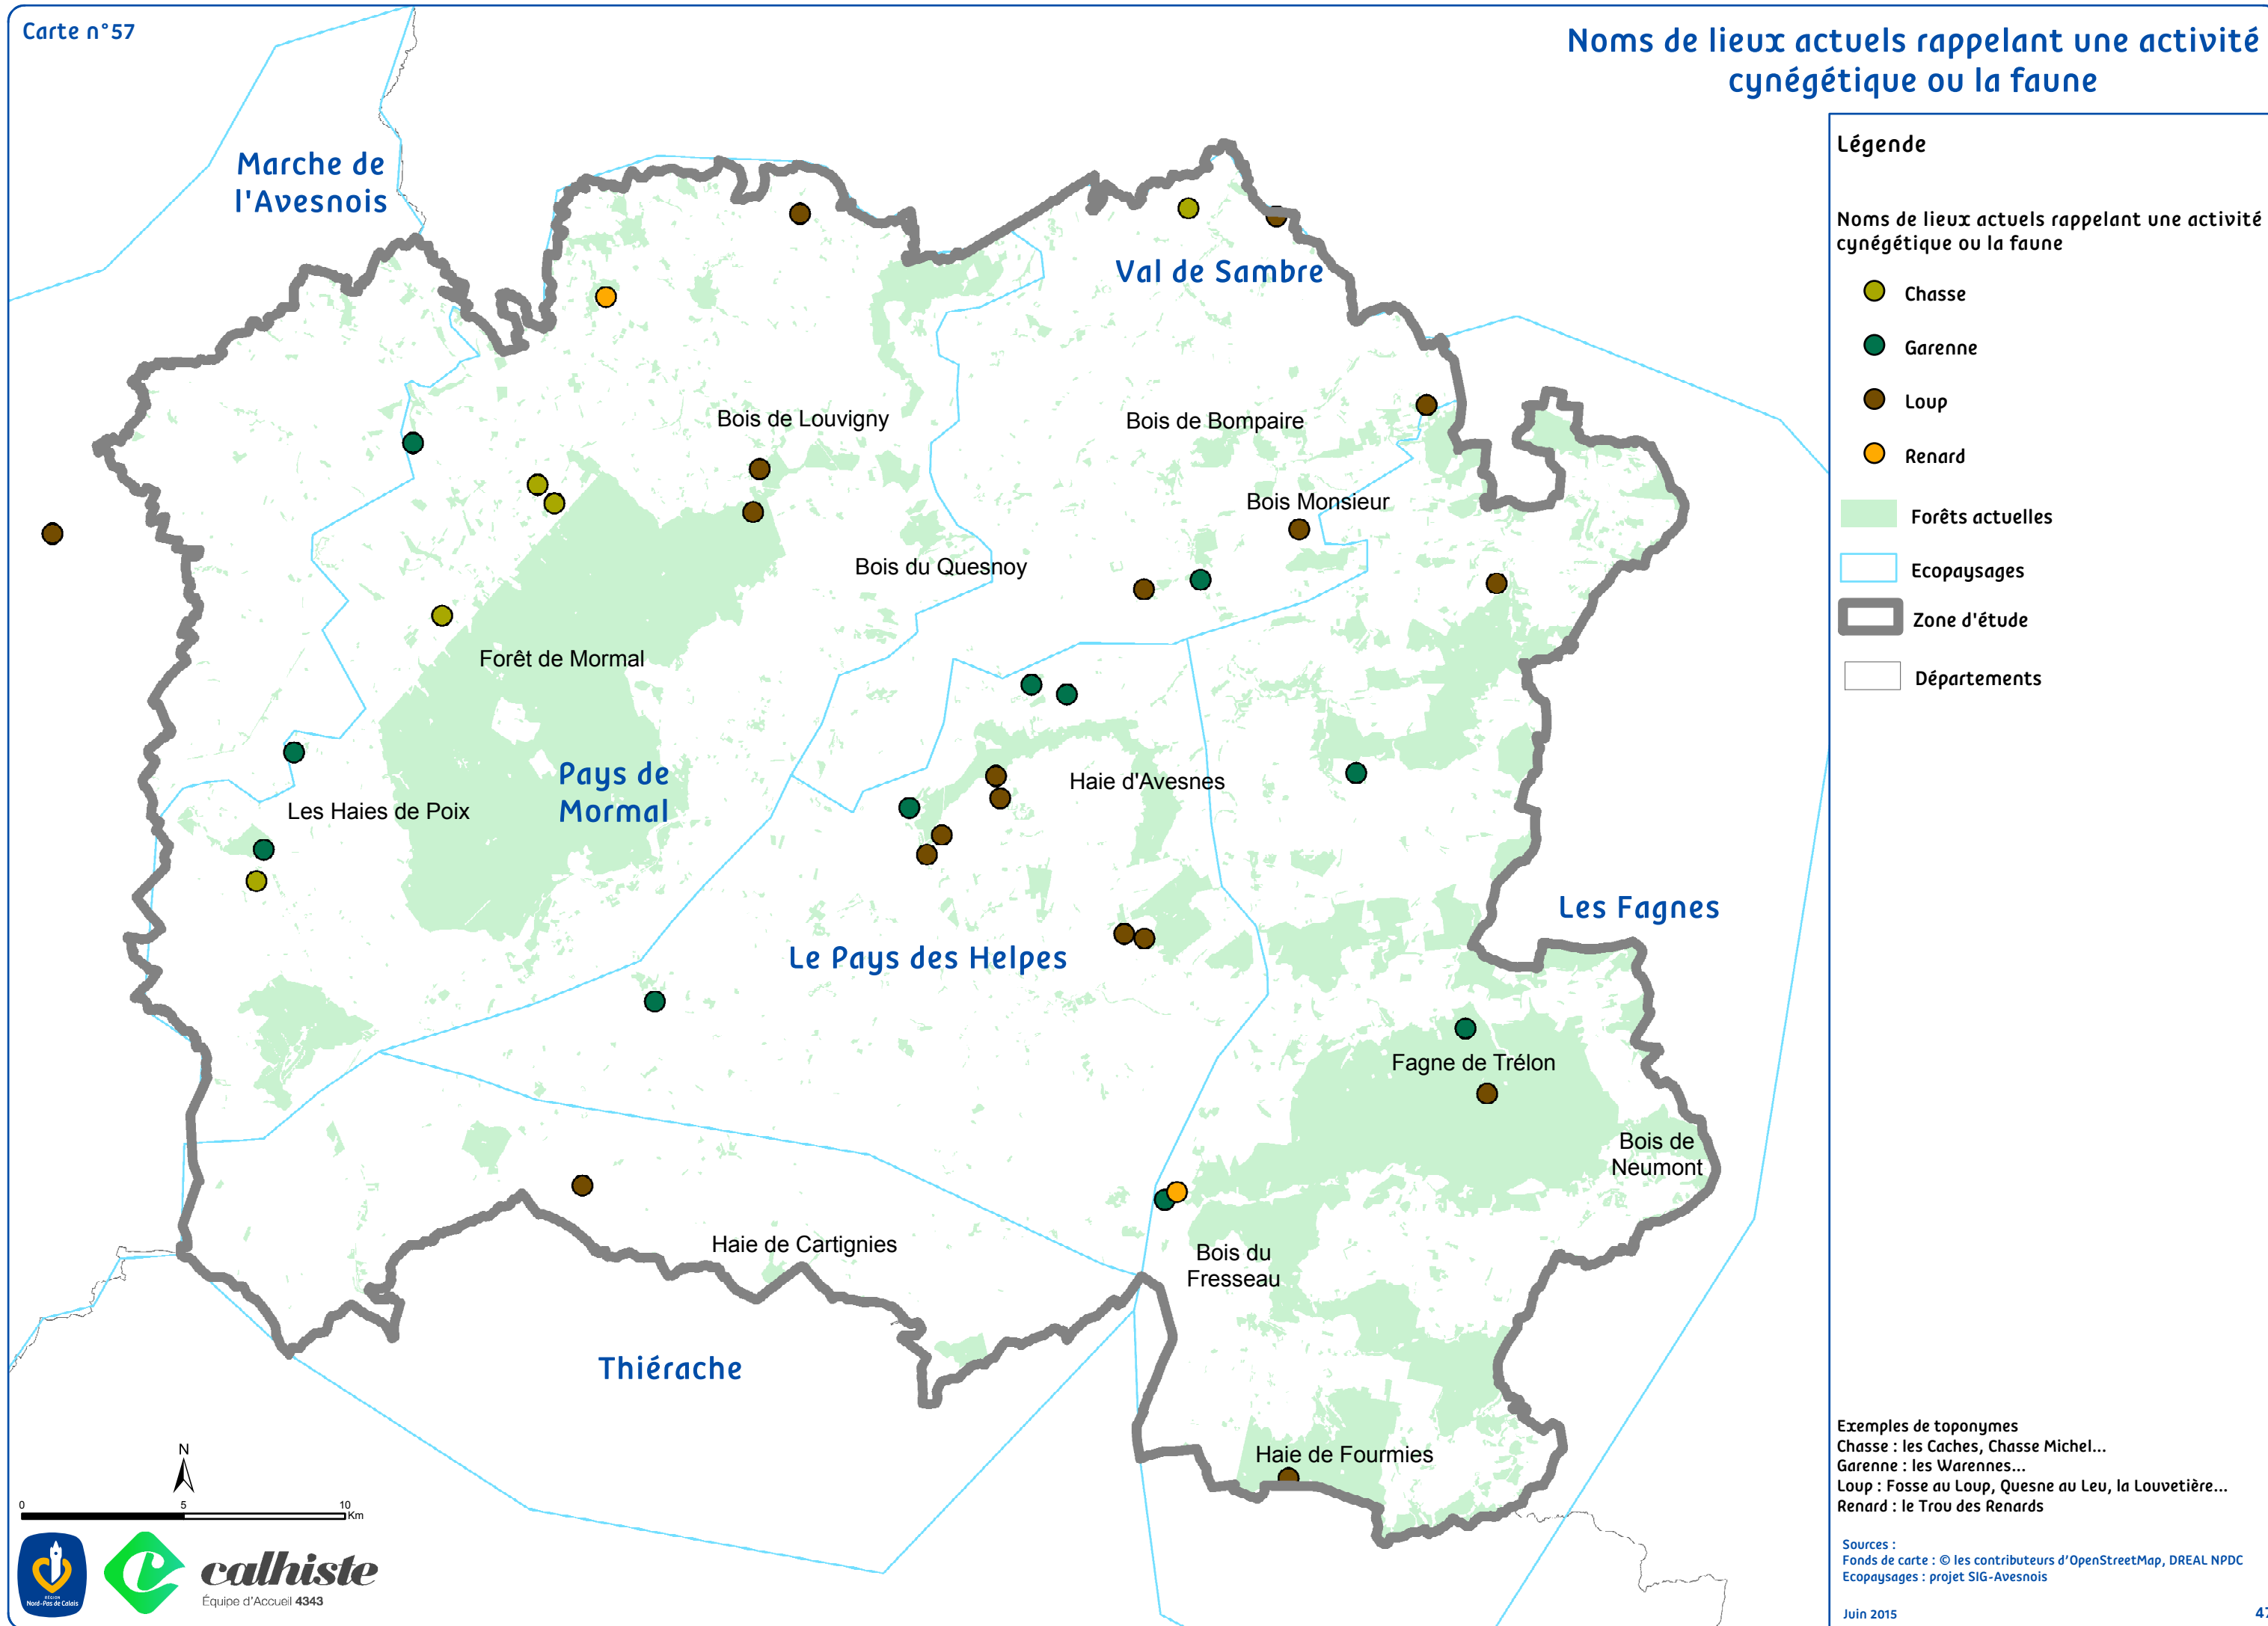 Carte n°57
Noms de lieux actuels rappelant une activité
cynégétique ou la faune
Marche de
l'Avesnois
Val de Sambre
Bois de Louvigny
Bois de Bompaire
Bois Monsieur
Bois du Quesnoy
Forêt de Mormal
Pays de
Mormal
Haie d'Avesnes
Les Haies de Poix
Les Fagnes
Le Pays des Helpes
Fagne de Trélon
Bois de
Neumont
Haie de Cartignies
Bois du
Fresseau
Thiérache
Haie de Fourmies
N
0 5 10
Km
RÉGION
Nord-Pas de Calais
calhiste
Équipe d'Accueil 4343
Légende
Noms de lieux actuels rappelant une activité
cynégétique ou la faune
Chasse
Garenne
Loup
Renard
Forêts actuelles
Ecopaysages
Zone d'étude
Départements
Exemples de toponymes
Chasse : les Caches, Chasse Michel...
Garenne : les Warennes...
Loup : Fosse au Loup, Quesne au Leu, la Louvetière...
Renard : le Trou des Renards
Sources :
Fonds de carte : © les contributeurs d'OpenStreetMap, DREAL NPDC
Ecopaysages : projet SIG-Avesnois
Juin 2015
47